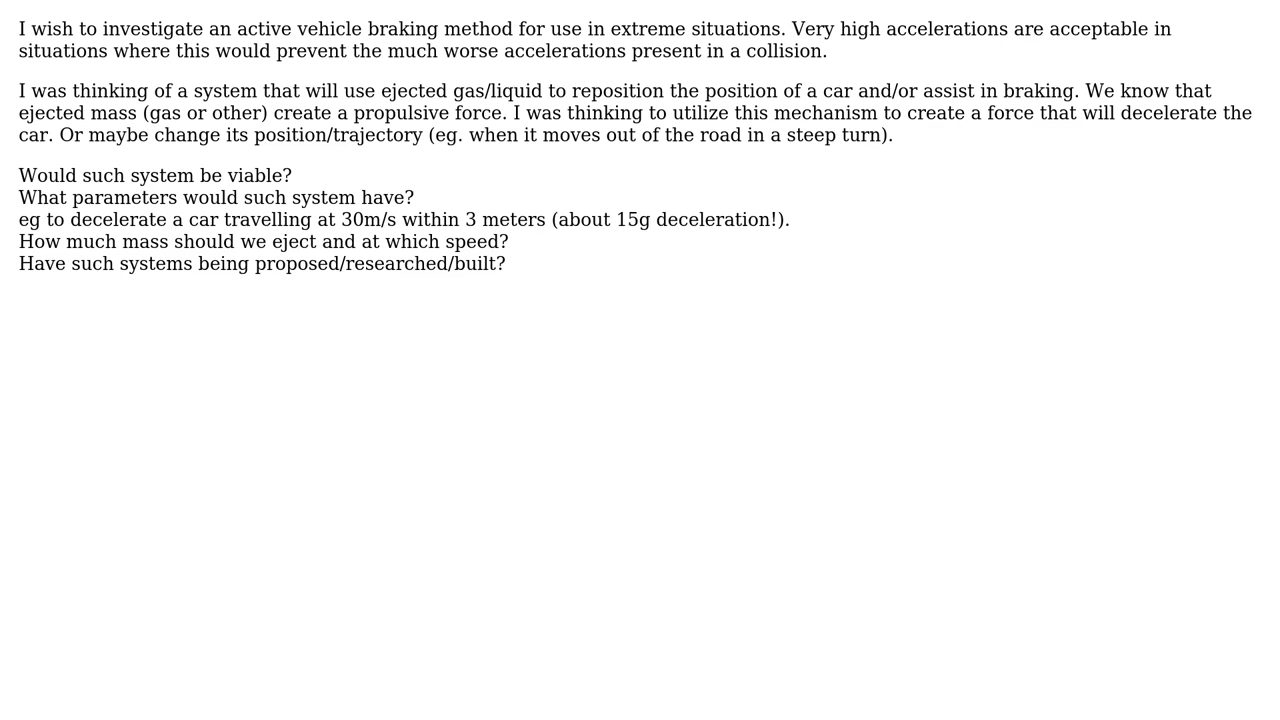 I wish to investigate an active vehicle braking method for use in extreme situations. Very high accelerations are acceptable in
situations where this would prevent the much worse accelerations present in a collision.
I was thinking of a system that will use ejected gas/liquid to reposition the position of a car and/or assist in braking. We know that
ejected mass (gas or other) create a propulsive force. I was thinking to utilize this mechanism to create a force that will decelerate the
car. Or maybe change its position/trajectory (eg. when it moves out of the road in a steep turn).
Would such system be viable?
What parameters would such system have?
eg to decelerate a car travelling at 30m/s within 3 meters (about 15g deceleration!).
How much mass should we eject and at which speed?
Have such systems being proposed/researched/built?